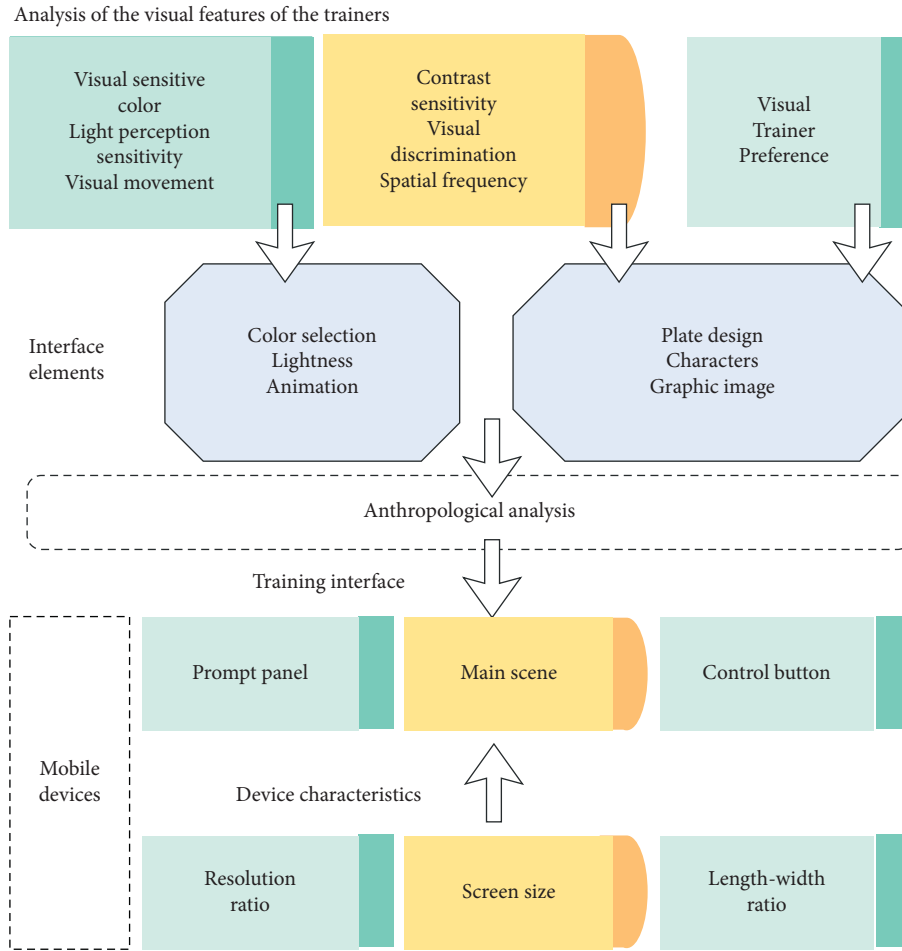 Analysis of the visual features of the trainers
Visual sensitive
color
Light perception
sensitivity
Visual movement
Contrast
sensitivity
Visual
discrimination
Spatial frequency
Visual
Trainer
Preference
Interface
elements
Color selection
Lightness
Animation
Plate design
Characters
Graphic image
Anthropological analysis
Training interface
Mobile
devices
Prompt panel
Main scene
Control button
Device characteristics
Resolution
ratio
Screen size
Length-width
ratio